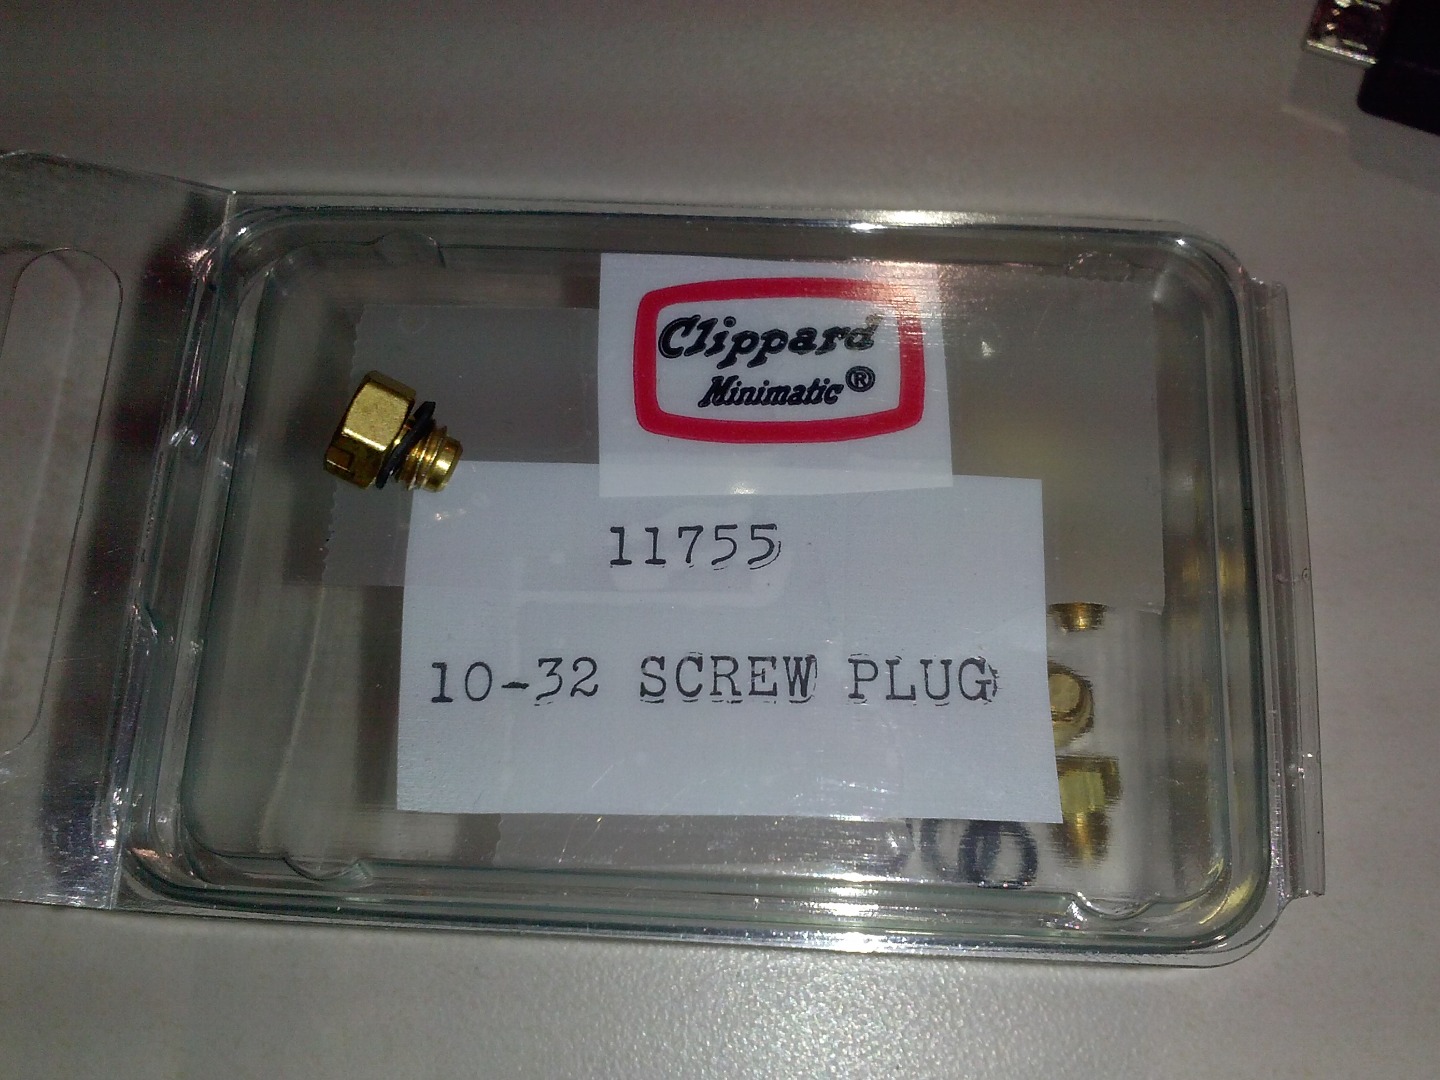 Clippard
Minimatic®
11755
10-32 SCREW PLUG